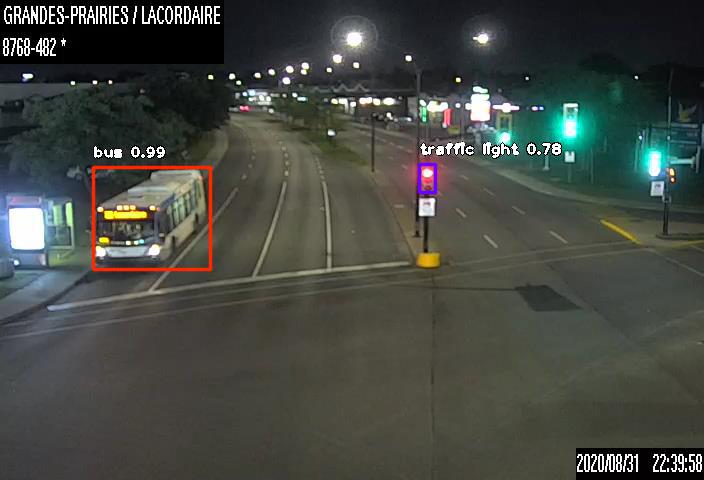 GRANDES-PRAIRIES / LACORDAIRE
8768-482 *
bus 0.99
traffic light 0.78
2020/08/31 22:39:58